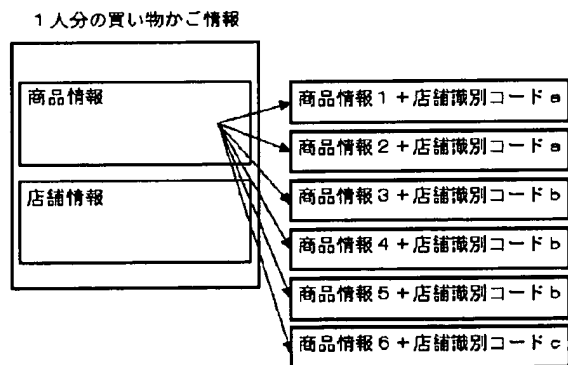 1人分の買い物かご情報
商品情報
店舗情報
商品情報1+店舗識別コードa
商品情報2+店舗識別コードa
商品情報3+店舗識別コードb
商品情報4+店舗識別コードb
商品情報5+店舗識別コードb
商品情報6+店舗識別コードc